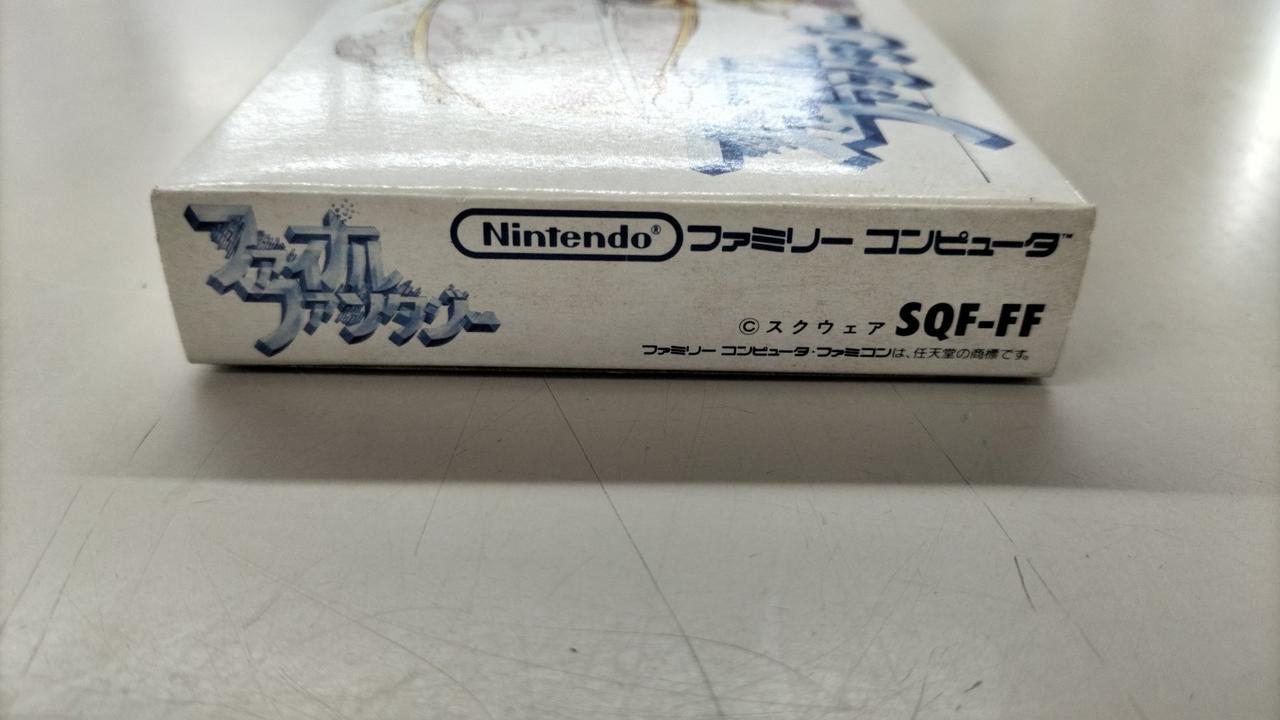 ファイナル
ファンタジー
Nintendo® ファミリー コンピュータ™
© スクウェア SQF-FF
ファミリー コンピュータ・ファミコンは、任天堂の商標です。